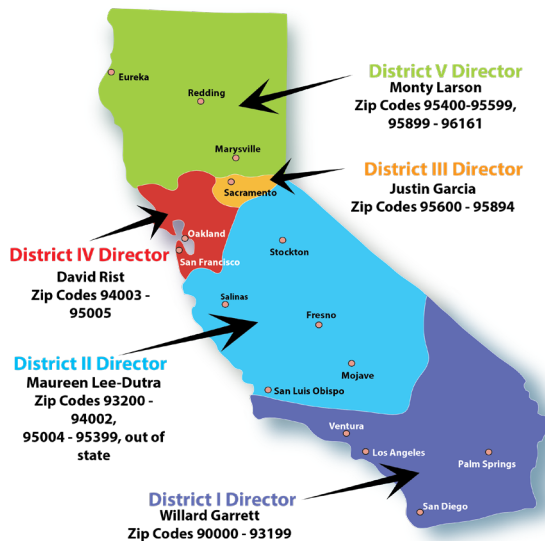 Eureka
Redding
Marysville
Sacramento
Oakland
San Francisco
Stockton
Salinas
Fresno
Mojave
San Luis Obispo
Ventura
Los Angeles
Palm Springs
San Diego
District V Director
Monty Larson
Zip Codes 95400-95599,
95899 - 96161
District III Director
Justin Garcia
Zip Codes 95600 - 95894
District IV Director
David Rist
Zip Codes 94003 -
95005
District II Director
Maureen Lee-Dutra
Zip Codes 93200 -
94002,
95004 - 95399, out of
state
District I Director
Willard Garrett
Zip Codes 90000 - 93199